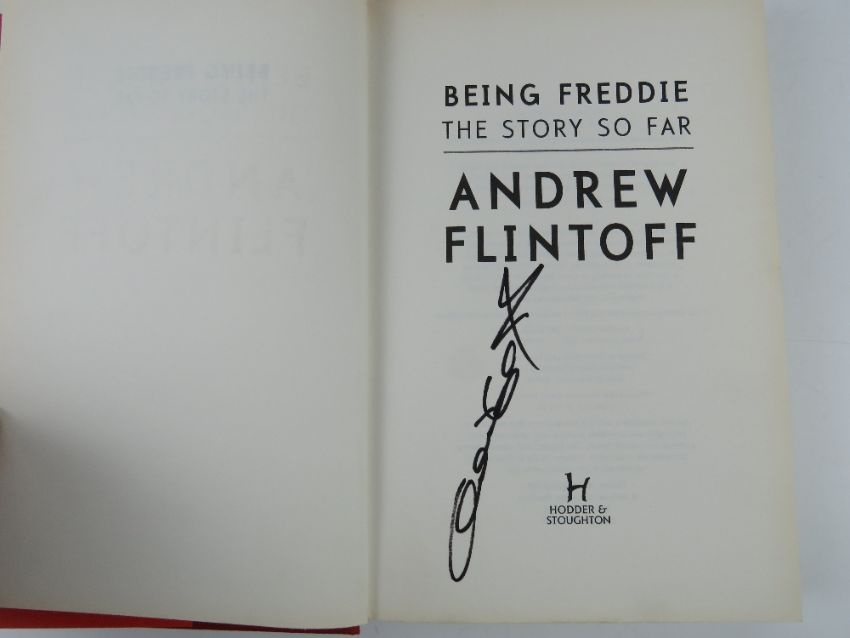 BEING FREDDIE
THE STORY SO FAR
ANDREW
FLINTOFF
H
HODDER &
STOUGHTON